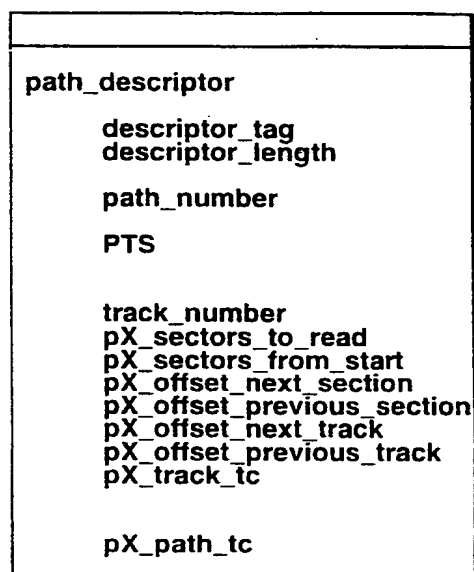 path_descriptor
descriptor_tag
descriptor_length
path_number
PTS
track_number
pX_sectors_to_read
pX_sectors_from_start
pX_offset_next_section
pX_offset_previous_section
pX_offset_next_track
pX_offset_previous_track
pX_track_tc
pX_path_tc